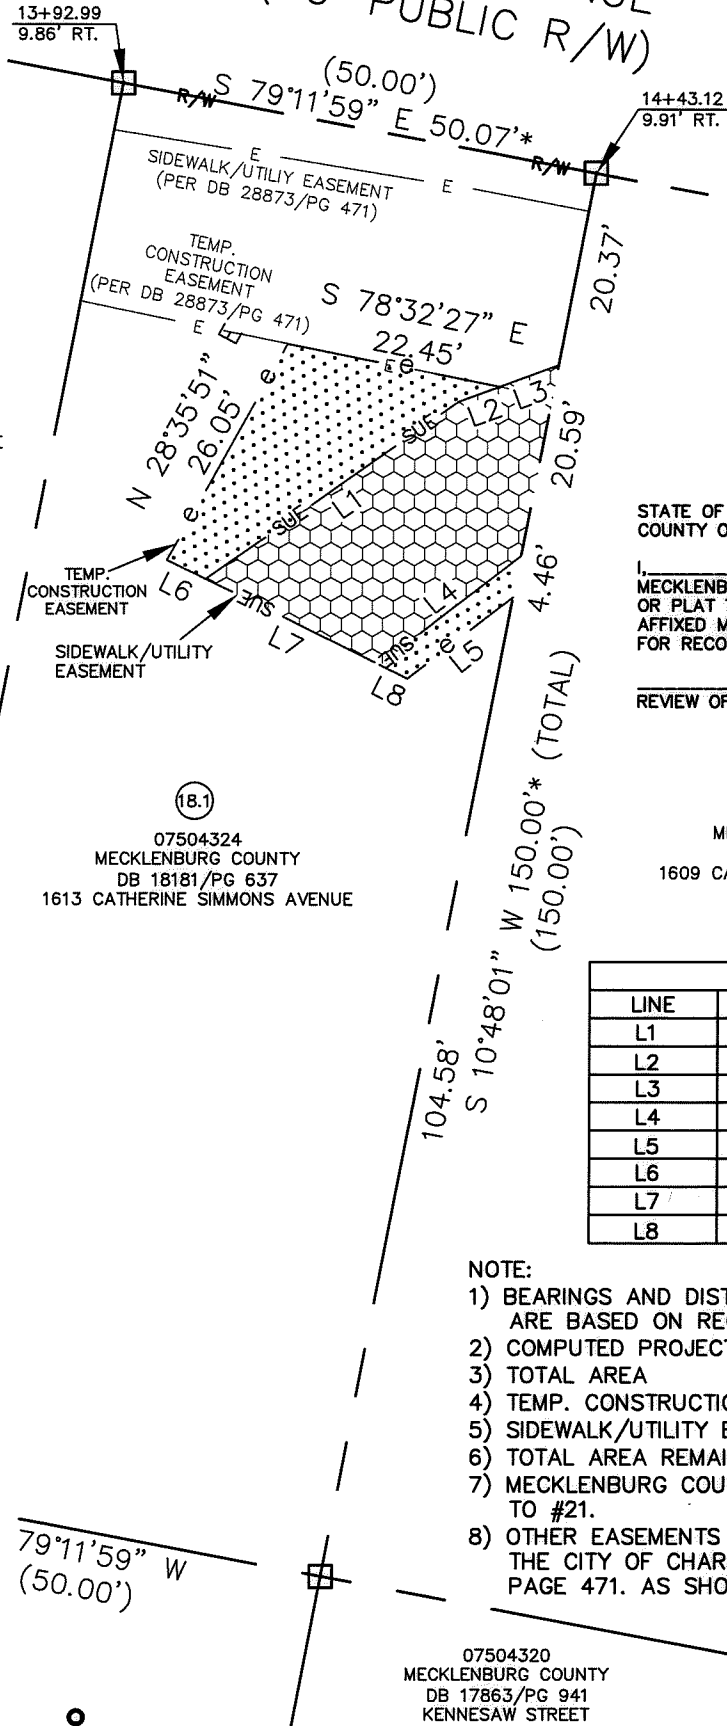 PUBLIC R/W)
13+92.99
9.86' RT.
(50.00')
R/W S 79°11'59" E 50.07'* R/W
14+43.12
9.91' RT.
E
SIDEWALK/UTILIY EASEMENT
(PER DB 28873/PG 471)
E
TEMP.
CONSTRUCTION
EASEMENT
(PER DB 28873/PG 471)
E
20.37'
S 78°32'27" E
22.45'
e
N 28°35'51" E
26.05'
e
e
SUE
L2
L3
20.59'
SUE
L1
TEMP.
CONSTRUCTION
EASEMENT
L6
SIDEWALK/UTILITY
EASEMENT
SUE
L7
L4
SUE
4.46'
e
L5
L8
STATE OF
COUNTY O
I,
MECKLENB
OR PLAT
AFFIXED M
FOR RECO
REVIEW OF
S 10°48'01" W 150.00'* (TOTAL)
(150.00')
104.58'
18.1
07504324
MECKLENBURG COUNTY
DB 18181/PG 637
1613 CATHERINE SIMMONS AVENUE
1609 CA
LINE
L1
L2
L3
L4
L5
L6
L7
L8
NOTE:
1) BEARINGS AND DIST
ARE BASED ON RE
2) COMPUTED PROJECT
3) TOTAL AREA
4) TEMP. CONSTRUCTIO
5) SIDEWALK/UTILITY E
6) TOTAL AREA REMAI
7) MECKLENBURG COU
TO #21.
8) OTHER EASEMENTS
THE CITY OF CHAR
PAGE 471. AS SHO
79°11'59" W
(50.00')
07504320
MECKLENBURG COUNTY
DB 17863/PG 941
KENNESAW STREET